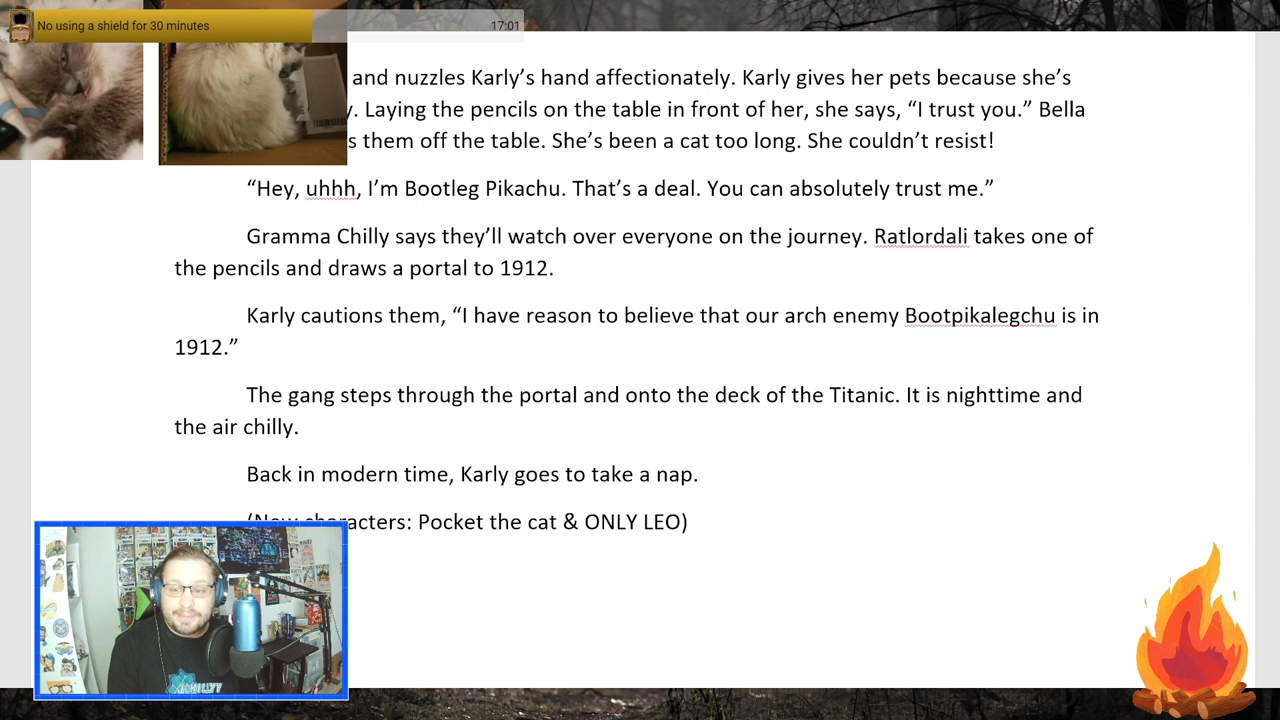 No using a shield for 30 minutes 17:01
and nuzzles Karly’s hand affectionately. Karly gives her pets because she’s
Laying the pencils on the table in front of her, she says, “I trust you.” Bella
them off the table. She’s been a cat too long. She couldn’t resist!
“Hey, uhhh, I’m Bootleg Pikachu. That’s a deal. You can absolutely trust me.”
Gramma Chilly says they’ll watch over everyone on the journey. Ratlordali takes one of
the pencils and draws a portal to 1912.
Karly cautions them, “I have reason to believe that our arch enemy Bootpikalegchu is in
1912.”
The gang steps through the portal and onto the deck of the Titanic. It is nighttime and
the air chilly.
Back in modern time, Karly goes to take a nap.
(New characters: Pocket the cat & ONLY LEO)